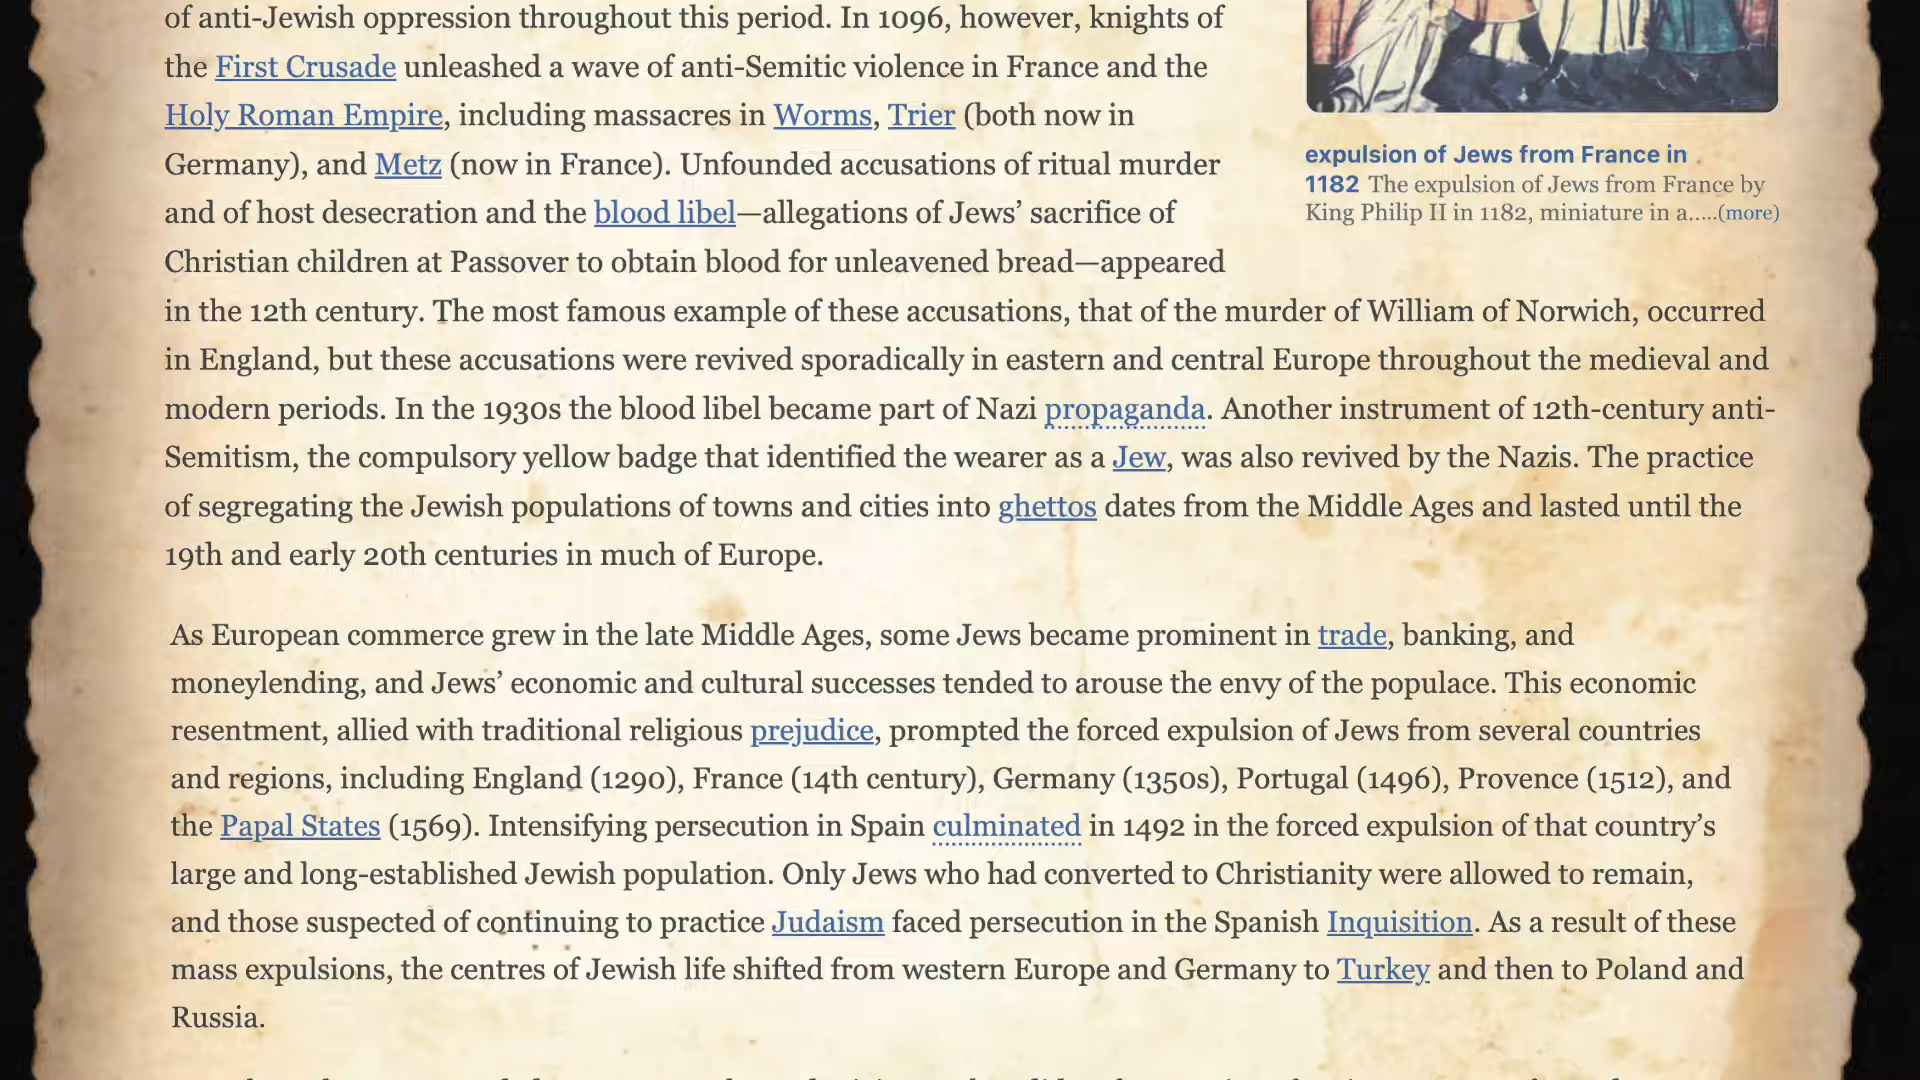 of anti-Jewish oppression throughout this period. In 1096, however, knights of
the First Crusade unleashed a wave of anti-Semitic violence in France and the
Holy Roman Empire, including massacres in Worms, Trier (both now in
Germany), and Metz (now in France). Unfounded accusations of ritual murder
and of host desecration and the blood libel—allegations of Jews’ sacrifice of
Christian children at Passover to obtain blood for unleavened bread—appeared
in the 12th century. The most famous example of these accusations, that of the murder of William of Norwich, occurred
in England, but these accusations were revived sporadically in eastern and central Europe throughout the medieval and
modern periods. In the 1930s the blood libel became part of Nazi propaganda. Another instrument of 12th-century anti-
Semitism, the compulsory yellow badge that identified the wearer as a Jew, was also revived by the Nazis. The practice
of segregating the Jewish populations of towns and cities into ghettos dates from the Middle Ages and lasted until the
19th and early 20th centuries in much of Europe.
expulsion of Jews from France in
1182 The expulsion of Jews from France by
King Philip II in 1182, miniature in a.....(more)
As European commerce grew in the late Middle Ages, some Jews became prominent in trade, banking, and
moneylending, and Jews’ economic and cultural successes tended to arouse the envy of the populace. This economic
resentment, allied with traditional religious prejudice, prompted the forced expulsion of Jews from several countries
and regions, including England (1290), France (14th century), Germany (1350s), Portugal (1496), Provence (1512), and
the Papal States (1569). Intensifying persecution in Spain culminated in 1492 in the forced expulsion of that country’s
large and long-established Jewish population. Only Jews who had converted to Christianity were allowed to remain,
and those suspected of continuing to practice Judaism faced persecution in the Spanish Inquisition. As a result of these
mass expulsions, the centres of Jewish life shifted from western Europe and Germany to Turkey and then to Poland and
Russia.